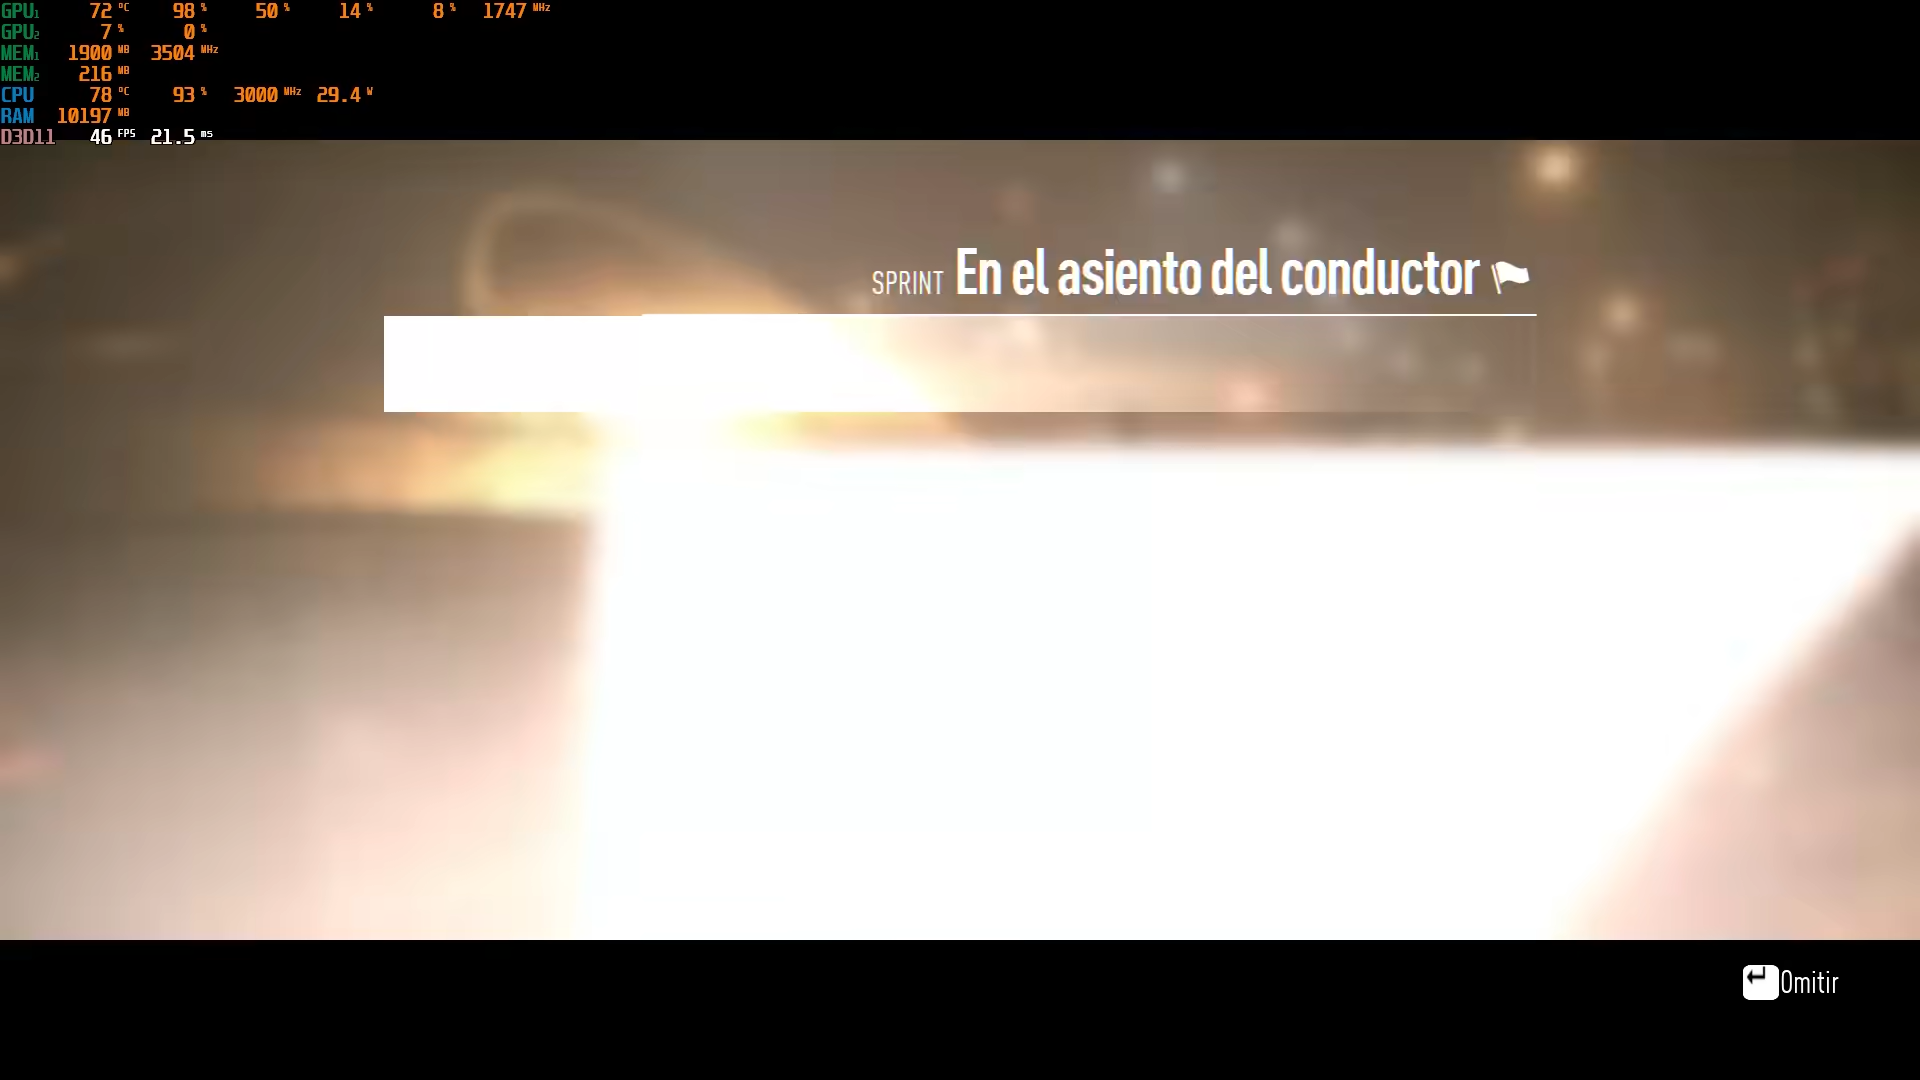 GPU1 72 °C 98 % 50 % 14 % 8 % 1747 MHz
GPU2 7 % 0 %
MEM1 1900 MB 3504 MHz
MEM2 216 MB
CPU 78 °C 93 % 3000 MHz 29.4 W
RAM 10197 MB
D3D11 46 FPS 21.5 ms
SPRINT En el asiento del conductor
Omitir